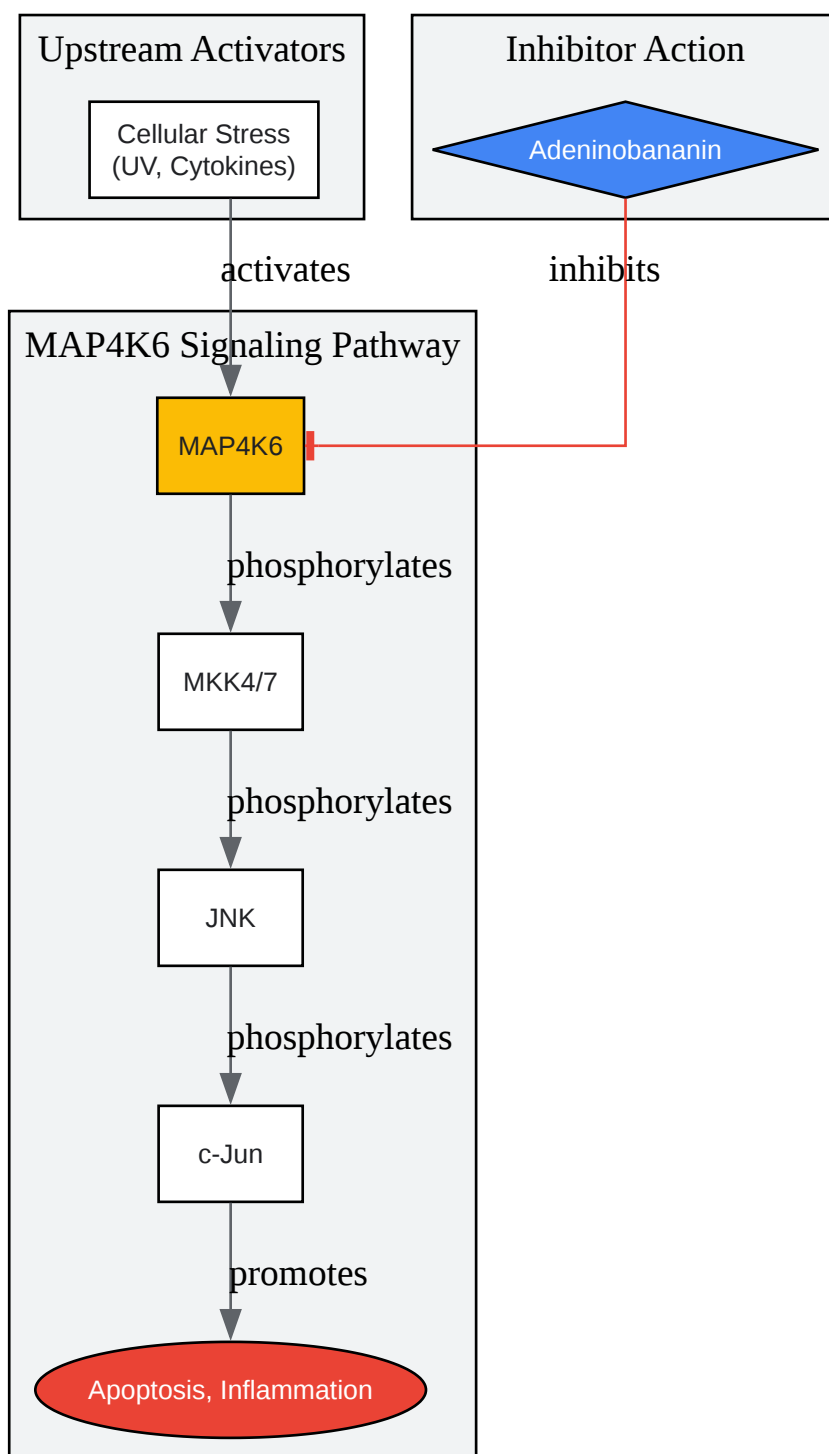 Upstream Activators
Inhibitor Action
Cellular Stress
(UV, Cytokines)
Adeninobananin
activates
inhibits
MAP4K6 Signaling Pathway
MAP4K6
phosphorylates
MKK4/7
phosphorylates
JNK
phosphorylates
c-Jun
promotes
Apoptosis, Inflammation